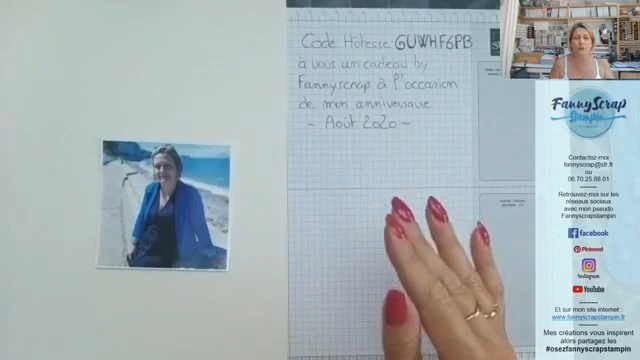 Code Hôtesse GUWHF6PB
à vous un cadeau by
Fannyscrap à l'occasion
de mon anniversaire
~ Août 2020 ~
FannyScrap
Stampin
Contactez-moi
fannyscrap@sfr.fr
ou
06.70.25.68.01
--------
Retrouvez-moi sur les
réseaux sociaux
avec mon pseudo
Fannyscrapstampin
facebook
Pinterest
Instagram
YouTube
--------
Et sur mon site internet :
www.fannyscrapstampin.fr
--------
Mes créations vous inspirent
alors partagez les
#osezfannyscrapstampin